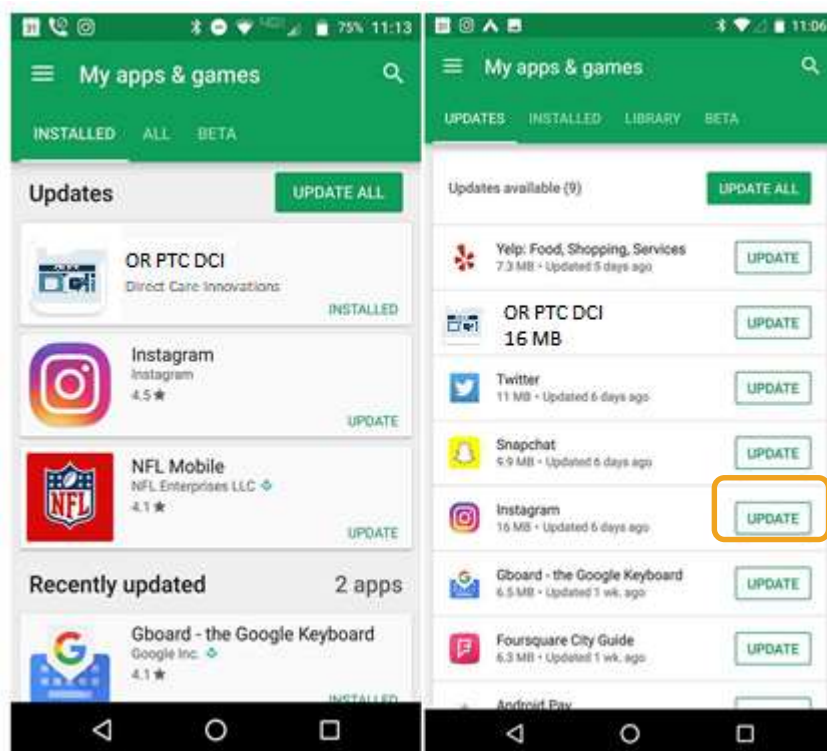 75% 11:13
My apps & games
INSTALLED ALL BETA
Updates UPDATE ALL
OR PTC DCI
Direct Care Innovations
INSTALLED
Instagram
Instagram
4.5★
UPDATE
NFL
NFL Mobile
NFL Enterprises LLC
4.1★
UPDATE
Recently updated 2 apps
Gboard - the Google Keyboard
Google Inc.
4.1★
INSTALLED
11:06
My apps & games
UPDATES INSTALLED LIBRARY BETA
Updates available (9) UPDATE ALL
Yelp: Food, Shopping, Services
7.3 MB • Updated 5 days ago
UPDATE
OR PTC DCI
16 MB
UPDATE
Twitter
11 MB • Updated 6 days ago
UPDATE
Snapchat
9.9 MB • Updated 6 days ago
UPDATE
Instagram
16 MB • Updated 6 days ago
UPDATE
Gboard - the Google Keyboard
6.5 MB • Updated 1 wk. ago
UPDATE
Foursquare City Guide
6.3 MB • Updated 1 wk. ago
UPDATE
Android Pay